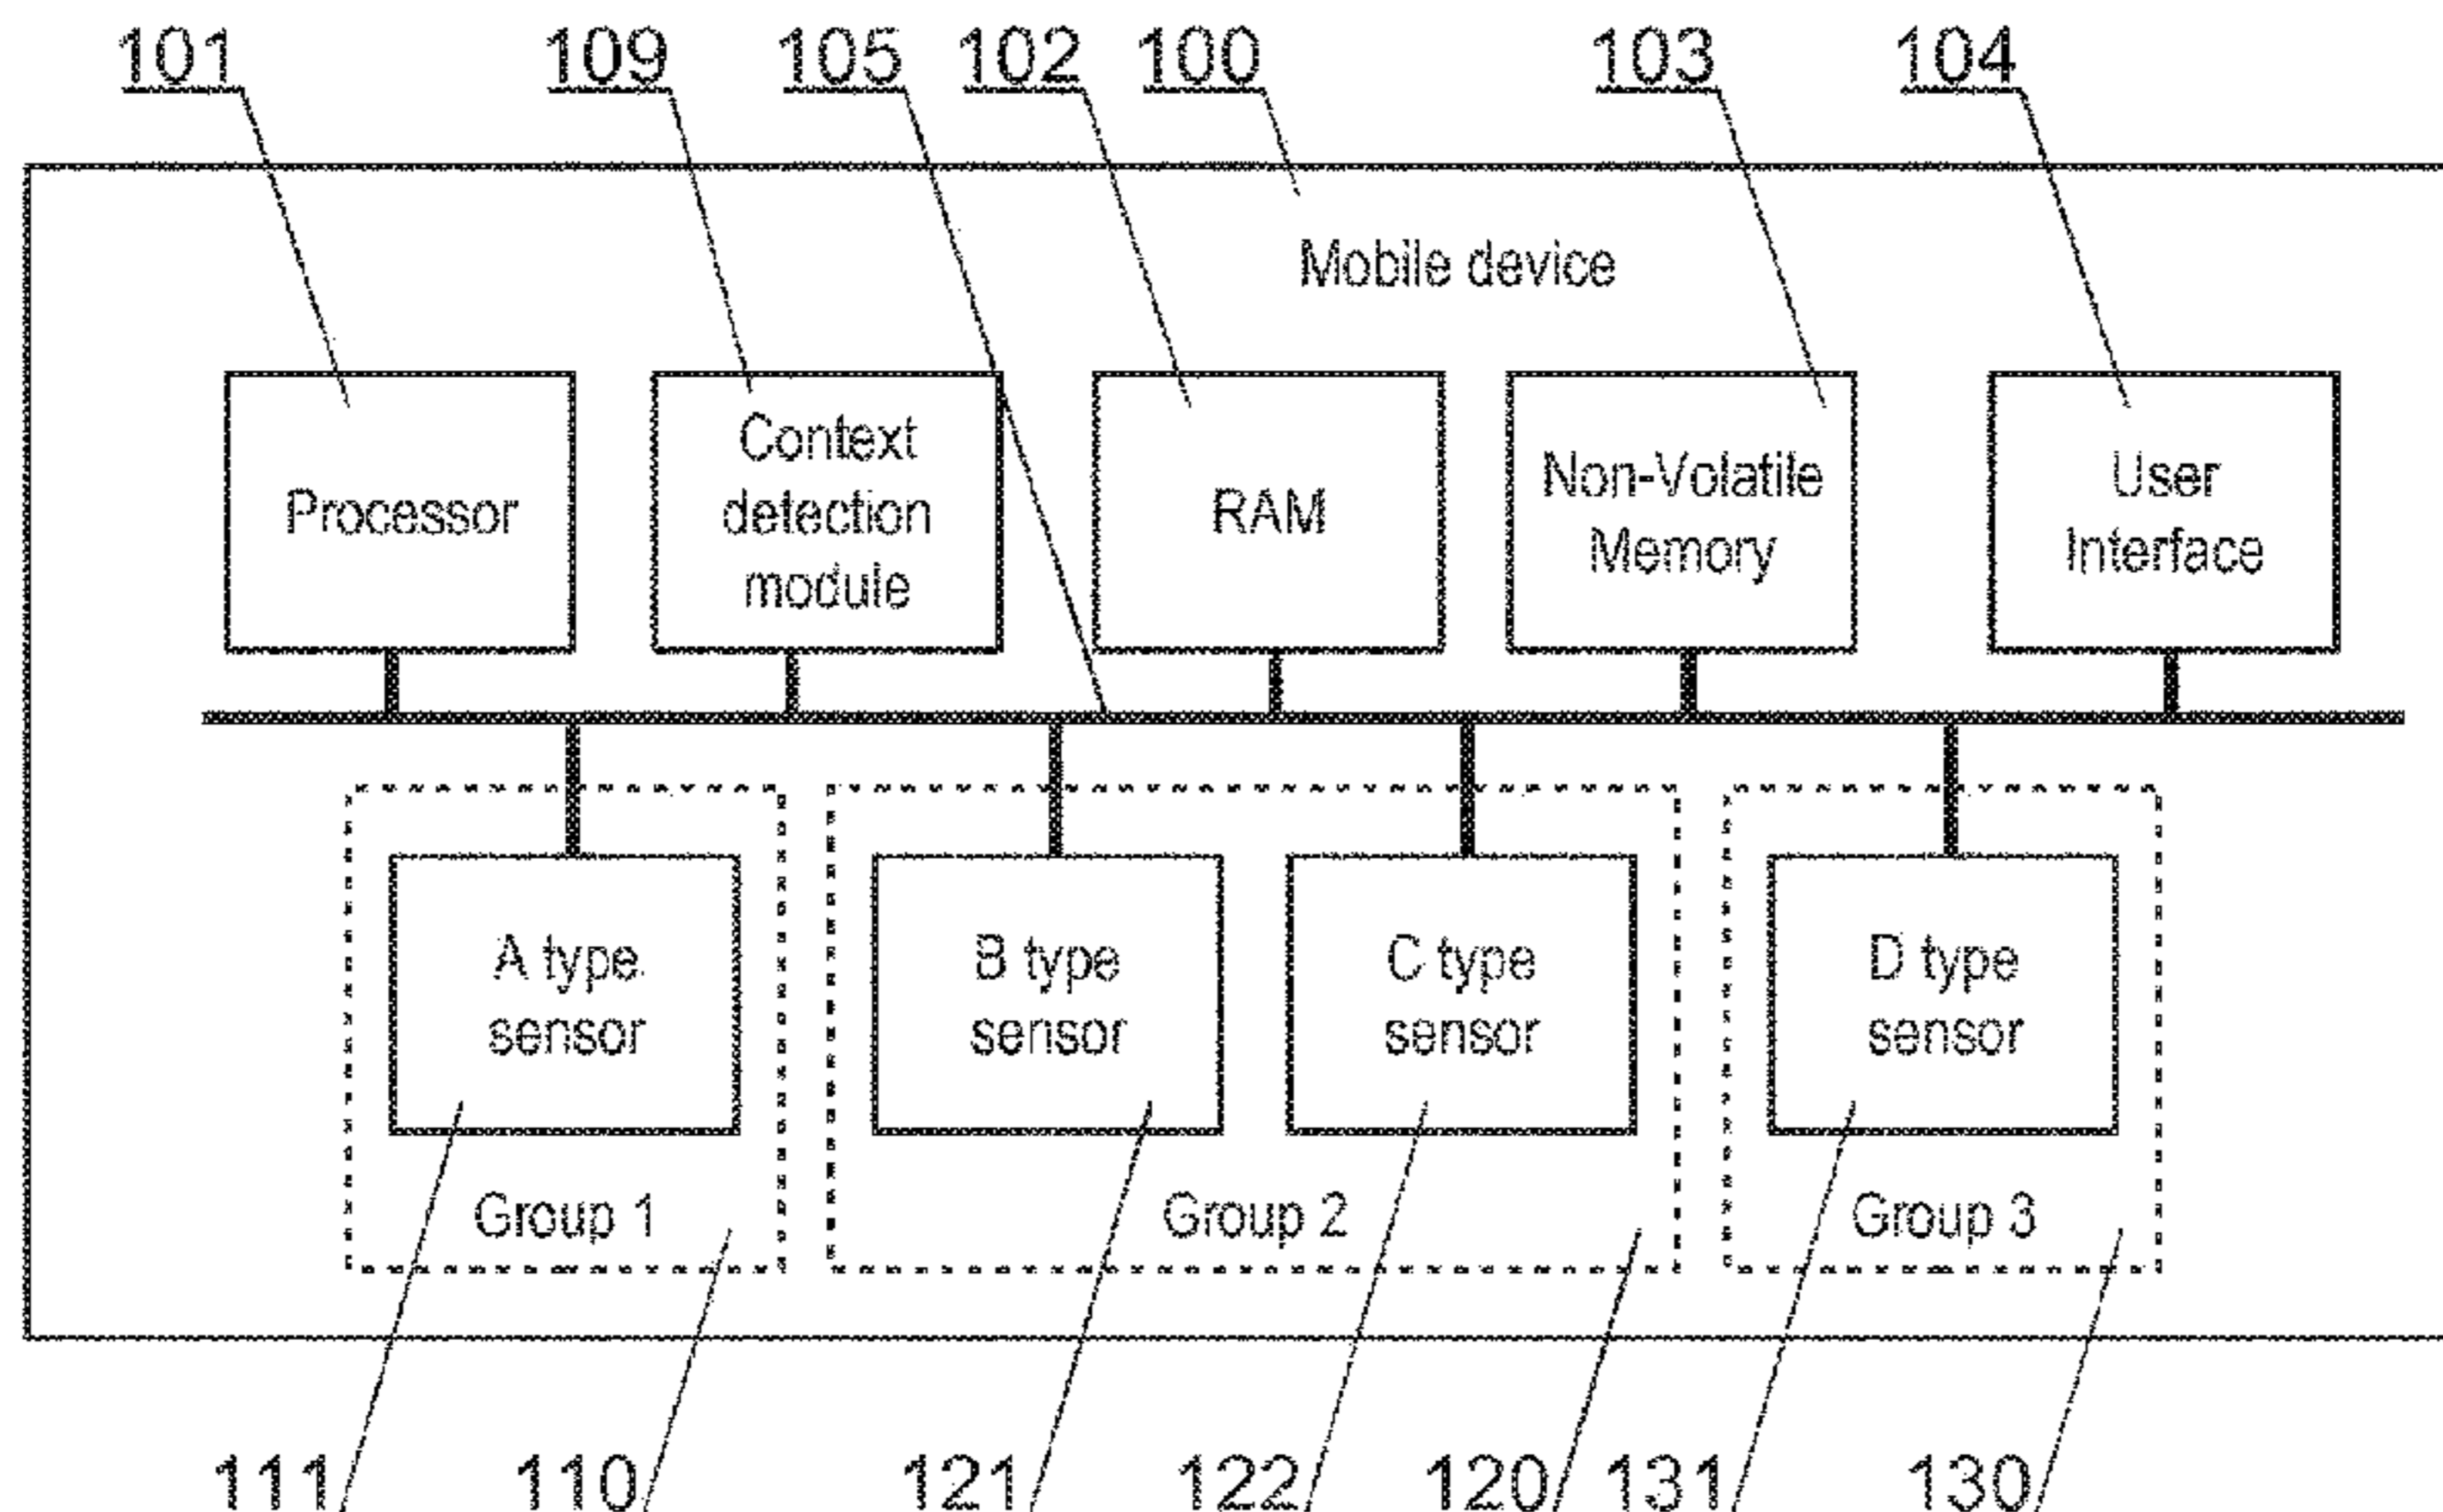 101 109 105 102 100 103 104
Mobile device
Processor
Context
detection
module
RAM
Non-Volatile
Memory
User
Interface
A type
sensor
B type
sensor
C type
sensor
D type
sensor
Group 1
Group 2
Group 3
111 110 121 122 120 131 130